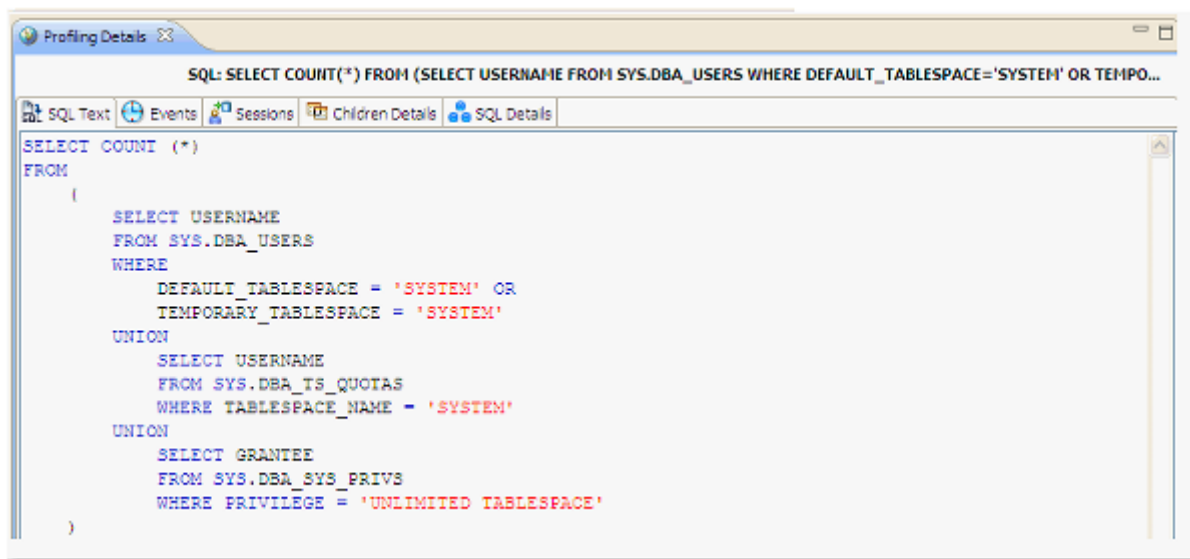 Profiling Details
SQL: SELECT COUNT(*) FROM (SELECT USERNAME FROM SYS.DBA_USERS WHERE DEFAULT_TABLESPACE='SYSTEM' OR TEMPO...
SQL Text Events Sessions Children Details SQL Details
SELECT COUNT (*)
FROM
(
SELECT USERNAME
FROM SYS.DBA_USERS
WHERE
DEFAULT_TABLESPACE = 'SYSTEM' OR
TEMPORARY_TABLESPACE = 'SYSTEM'
UNION
SELECT USERNAME
FROM SYS.DBA_TS_QUOTAS
WHERE TABLESPACE_NAME = 'SYSTEM'
UNION
SELECT GRANTEE
FROM SYS.DBA_SYS_PRIVS
WHERE PRIVILEGE = 'UNLIMITED TABLESPACE'
)